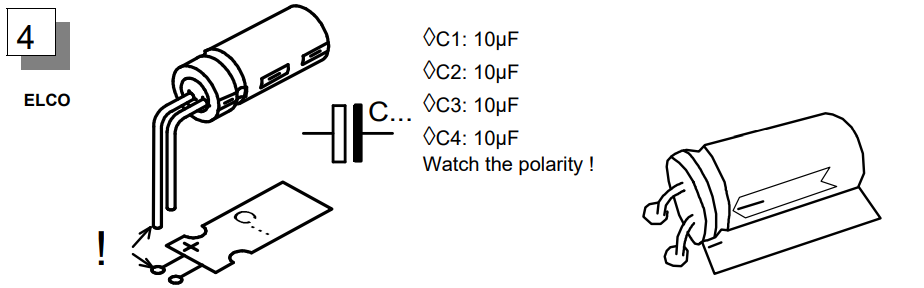 4
ELCO
◊C1: 10µF
◊C2: 10µF
◊C3: 10µF
◊C4: 10µF
Watch the polarity !
C...
C...
+
!